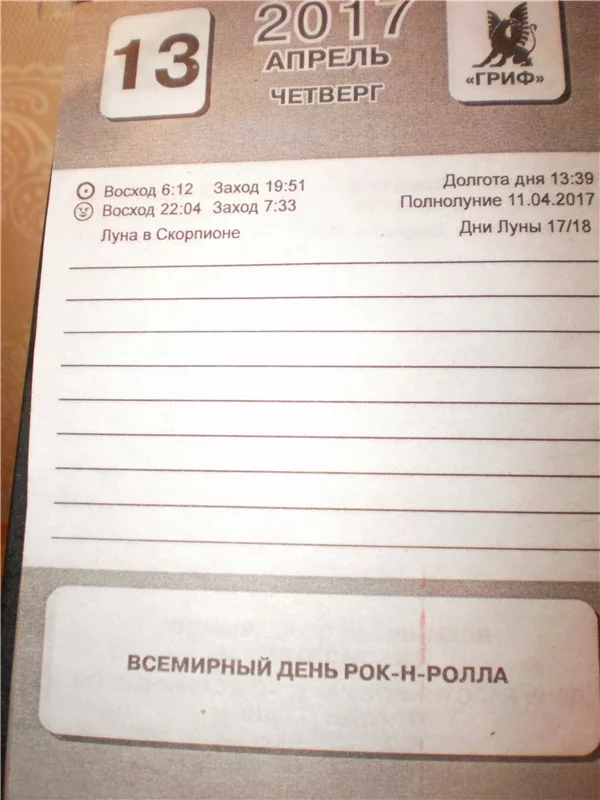 13
2017
АПРЕЛЬ
ЧЕТВЕРГ
«ГРИФ»
Восход 6:12 Заход 19:51
Долгота дня 13:39
Восход 22:04 Заход 7:33
Полнолуние 11.04.2017
Луна в Скорпионе
Дни Луны 17/18
ВСЕМИРНЫЙ ДЕНЬ РОК-Н-РОЛЛА